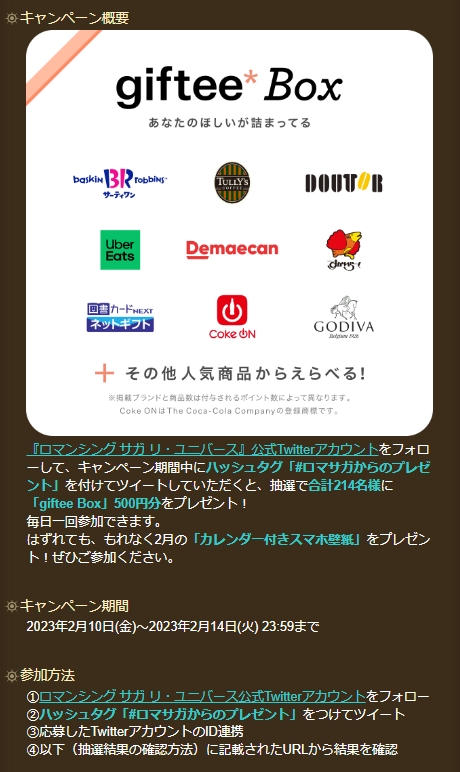 キャンペーン概要
giftee* Box
あなたのほしいが詰まってる
baskin BR robbins
サーティワン
TULLY'S
COFFEE
DOUTOR
Uber
Eats
Demaecan
図書カードNEXT
ネットギフト
Coke ON
GODIVA
Belgium 1926
＋ その他人気商品からえらべる!
※掲載ブランドと商品数は付与されるポイント数によって異なります。
Coke ONはThe Coca-Cola Companyの登録商標です。
『ロマンシング サガ リ・ユニバース』公式Twitterアカウントをフォロ
ーして、キャンペーン期間中にハッシュタグ「#ロマサガからのプレゼ
ント」を付けてツイートしていただくと、抽選で合計214名様に
「giftee Box」500円分をプレゼント！
毎日一回参加できます。
はずれても、もれなく2月の「カレンダー付きスマホ壁紙」をプレゼン
ト！ぜひご参加ください。
キャンペーン期間
2023年2月10日(金)～2023年2月14日(火) 23:59まで
参加方法
①ロマンシング サガ リ・ユニバース公式Twitterアカウントをフォロー
②ハッシュタグ「#ロマサガからのプレゼント」をつけてツイート
③応募したTwitterアカウントのID連携
④以下（抽選結果の確認方法）に記載されたURLから結果を確認